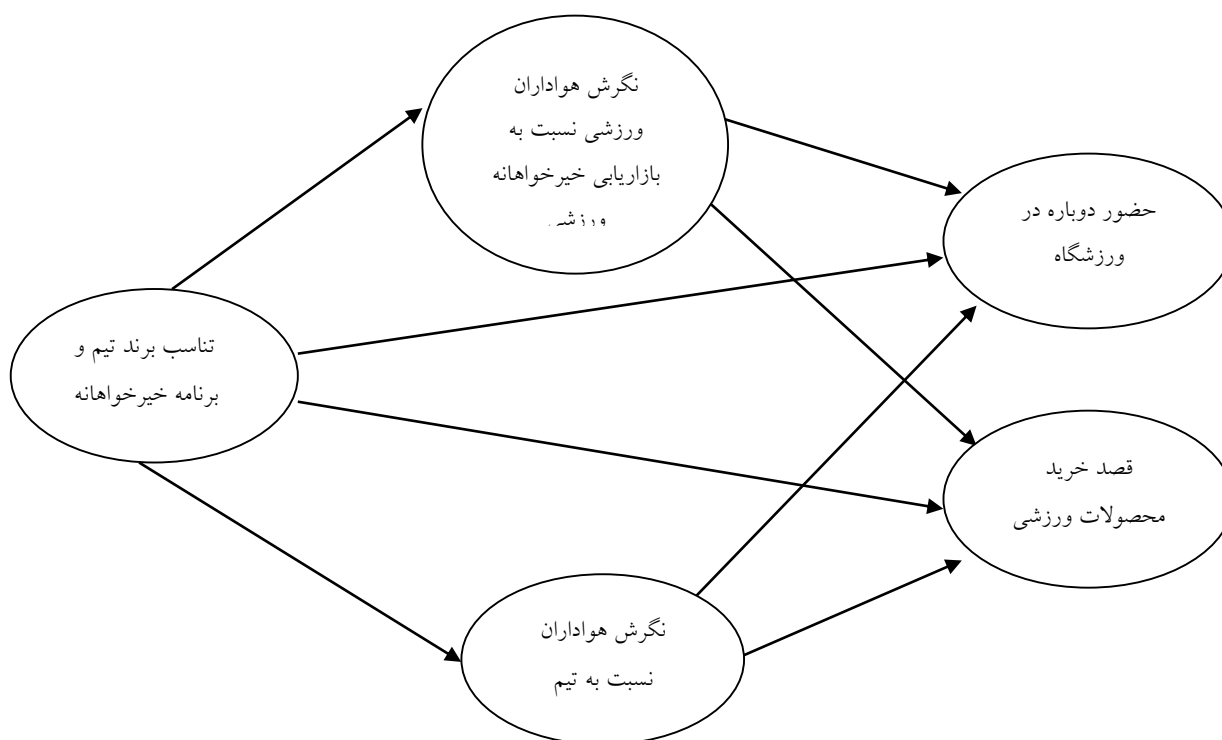 نگرش هواداران
ورزشی نسبت به
بازاریابی خیرخواهانه
ورزشی
حضور دوباره در
ورزشگاه
تناسب برند تیم و
برنامه خیرخواهانه
قصد خرید
محصولات ورزشی
نگرش هواداران
نسبت به تیم